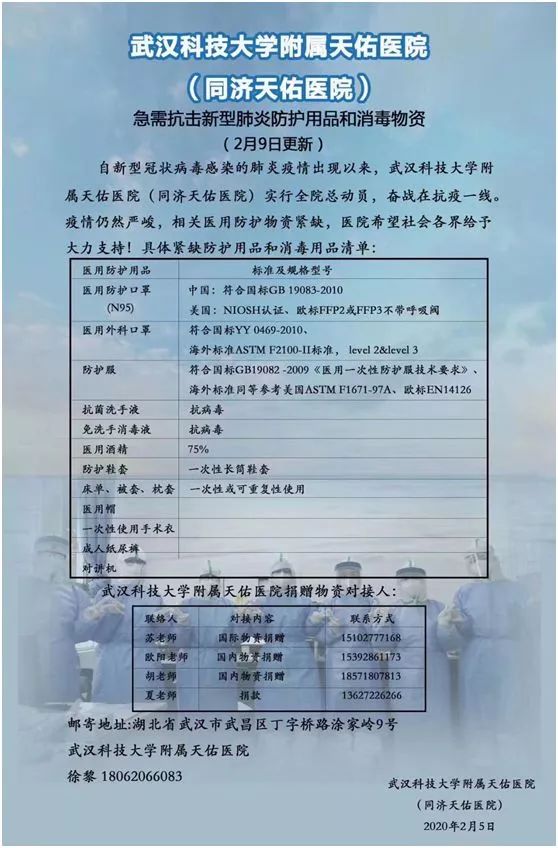 武汉科技大学附属天佑医院
（同济天佑医院）
急需抗击新型肺炎防护用品和消毒物资
（2月9日更新）
自新型冠状病毒感染的肺炎疫情出现以来，武汉科技大学附
属天佑医院（同济天佑医院）实行全院总动员，奋战在抗疫一线。
疫情仍然严峻，相关医用防护物资紧缺，医院希望社会各界给予
大力支持！具体紧缺防护用品和消毒用品清单：
医用防护用品 标准及规格型号
医用防护口罩 中国：符合国标GB 19083-2010
(N95) 美国：NIOSH认证、欧标FFP2或FFP3不带呼吸阀
医用外科口罩 符合国标YY 0469-2010、
海外标准ASTM F2100-II标准， level 2&level 3
防护服 符合国标GB19082 -2009《医用一次性防护服技术要求》、
海外标准同等参考美国ASTM F1671-97A、欧标EN14126
抗菌洗手液 抗病毒
免洗手消毒液 抗病毒
医用酒精 75%
防护鞋套 一次性长筒鞋套
床单、被套、枕套 一次性或可重复性使用
医用帽
一次性使用手术衣
成人纸尿裤
对讲机
武汉科技大学附属天佑医院捐赠物资对接人：
联络人 对接内容 联系方式
苏老师 国际物资捐赠 15102777168
欧阳老师 国内物资捐赠 15392861173
胡老师 国内物资捐赠 18571807813
夏老师 捐款 13627226266
邮寄地址:湖北省武汉市武昌区丁字桥路涂家岭9号
武汉科技大学附属天佑医院
徐黎 18062066083
武汉科技大学附属天佑医院
（同济天佑医院）
2020年2月5日